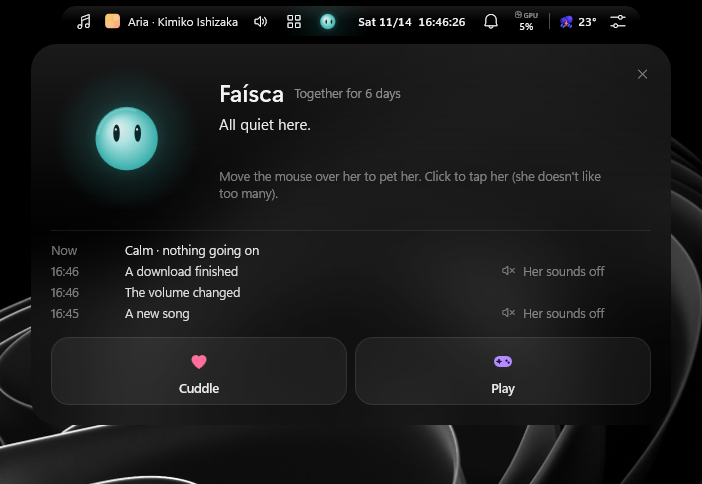 Aria · Kimiko Ishizaka Sat 11/14 16:46:26 GPU 5% 23°
Faísca Together for 6 days
All quiet here.
Move the mouse over her to pet her. Click to tap her (she doesn't like
too many).
Now Calm · nothing going on
16:46 A download finished Her sounds off
16:46 The volume changed
16:45 A new song Her sounds off
Cuddle Play